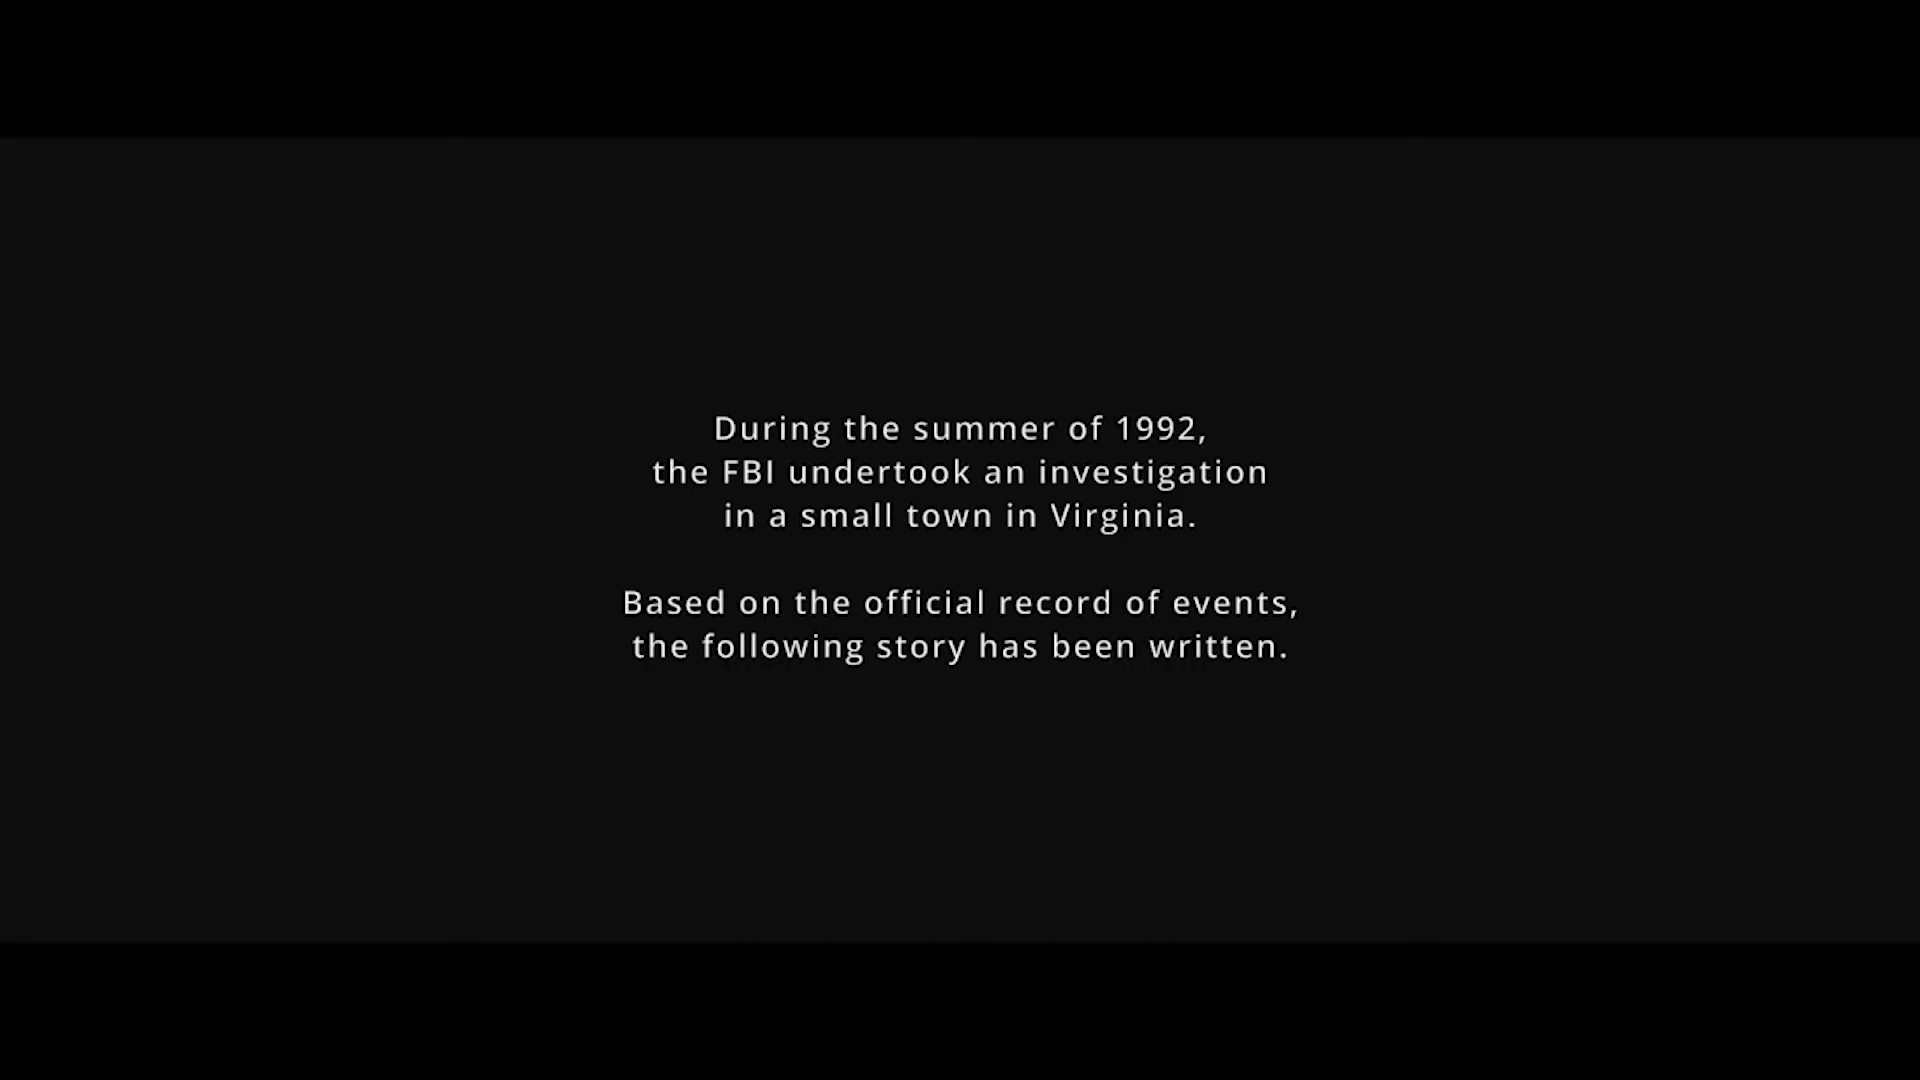 During the summer of 1992,
the FBI undertook an investigation
in a small town in Virginia.
Based on the official record of events,
the following story has been written.